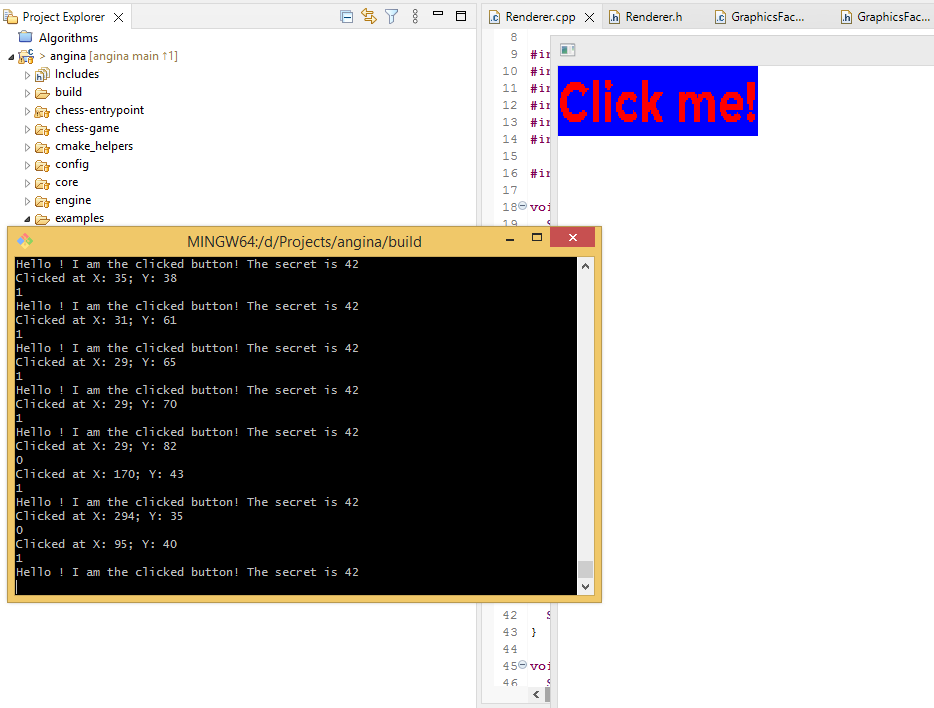 Project Explorer
Algorithms
> angina [angina main ↑1]
Includes
build
chess-entrypoint
chess-game
cmake_helpers
config
core
engine
examples
Renderer.cpp
Renderer.h
GraphicsFac...
GraphicsFac...
8
9 #in
10 #in
11 #in
12 #in
13 #in
14 #in
15
16 #in
17
18 voi
19
Click me!
MINGW64:/d/Projects/angina/build
Hello ! I am the clicked button! The secret is 42
Clicked at X: 35; Y: 38
1
Hello ! I am the clicked button! The secret is 42
Clicked at X: 31; Y: 61
1
Hello ! I am the clicked button! The secret is 42
Clicked at X: 29; Y: 65
1
Hello ! I am the clicked button! The secret is 42
Clicked at X: 29; Y: 70
1
Hello ! I am the clicked button! The secret is 42
Clicked at X: 29; Y: 82
0
Clicked at X: 170; Y: 43
1
Hello ! I am the clicked button! The secret is 42
Clicked at X: 294; Y: 35
0
Clicked at X: 95; Y: 40
1
Hello ! I am the clicked button! The secret is 42
42 S
43 }
44
45 voi
46